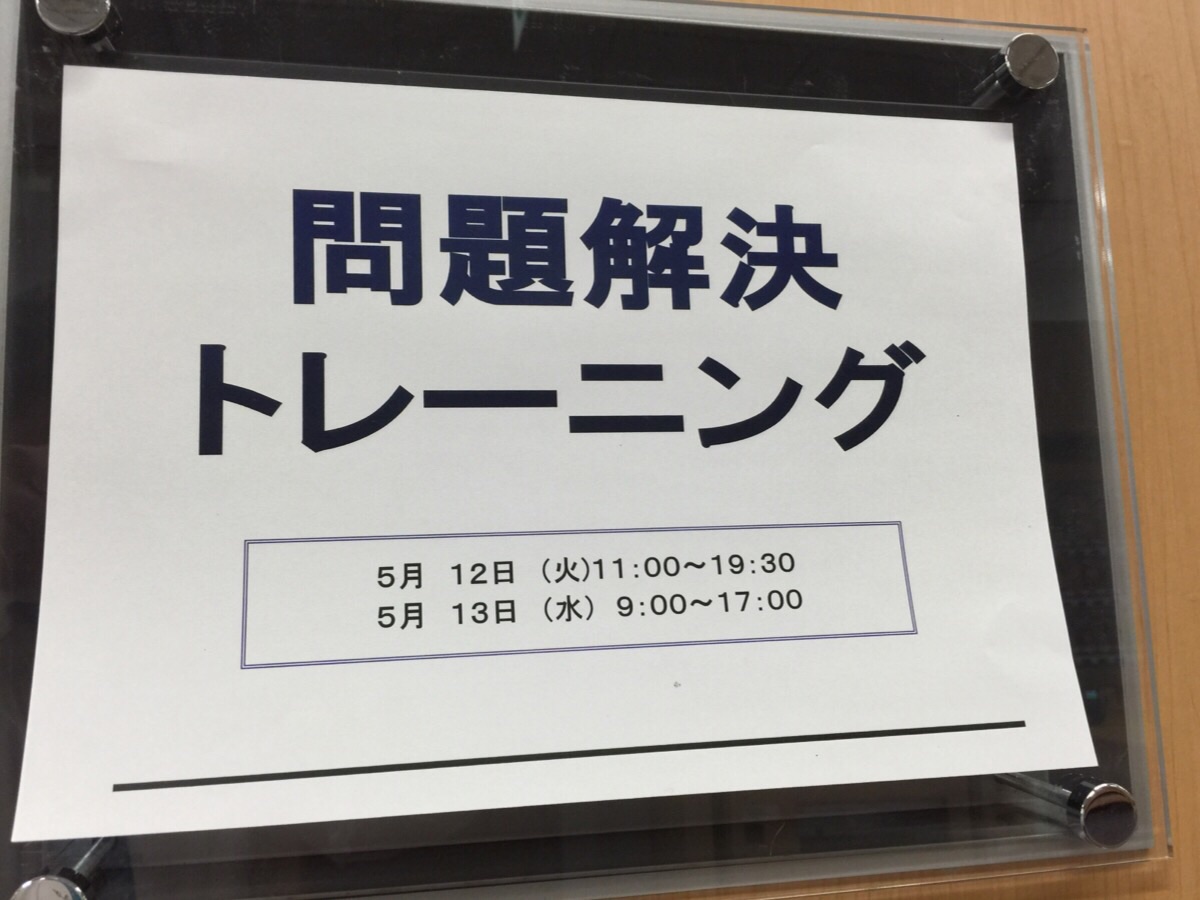 問題解決
トレーニング
5月 12日 （火）11：00～19：30
5月 13日 （水） 9：00～17：00